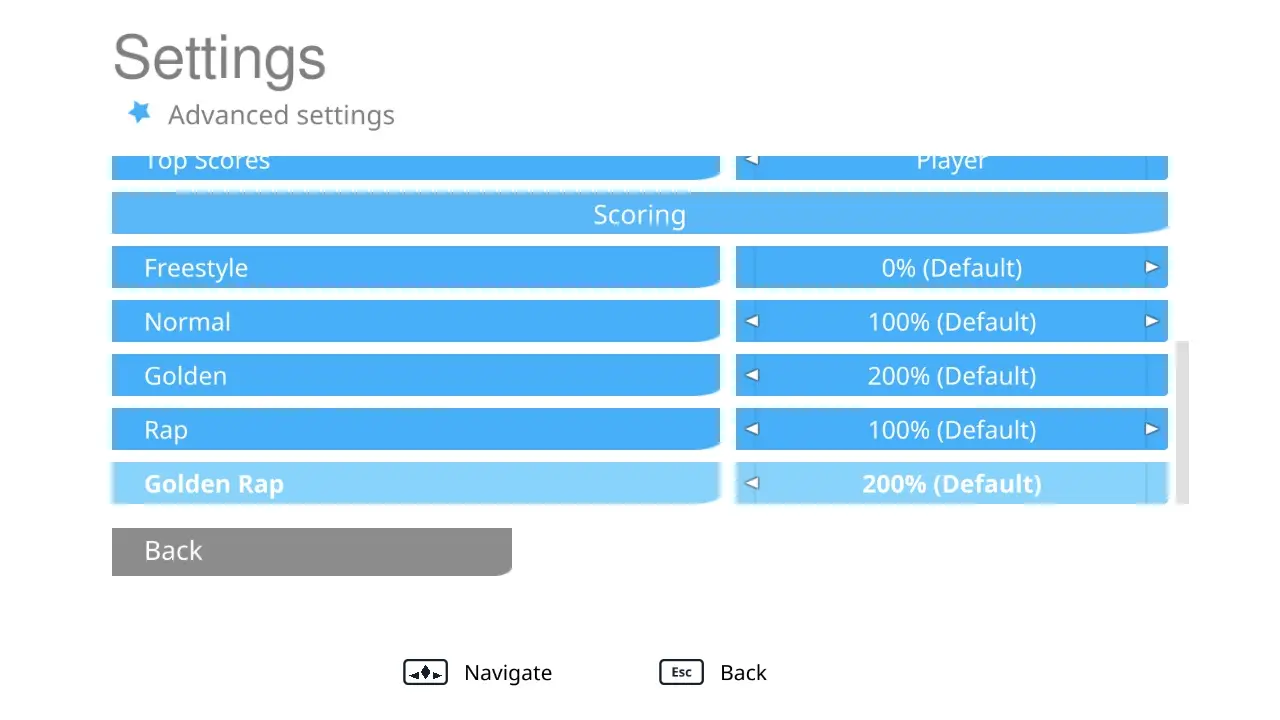 Settings
Advanced settings
Top Scores Player
Scoring
Freestyle 0% (Default)
Normal 100% (Default)
Golden 200% (Default)
Rap 100% (Default)
Golden Rap 200% (Default)
Back
Navigate Esc Back